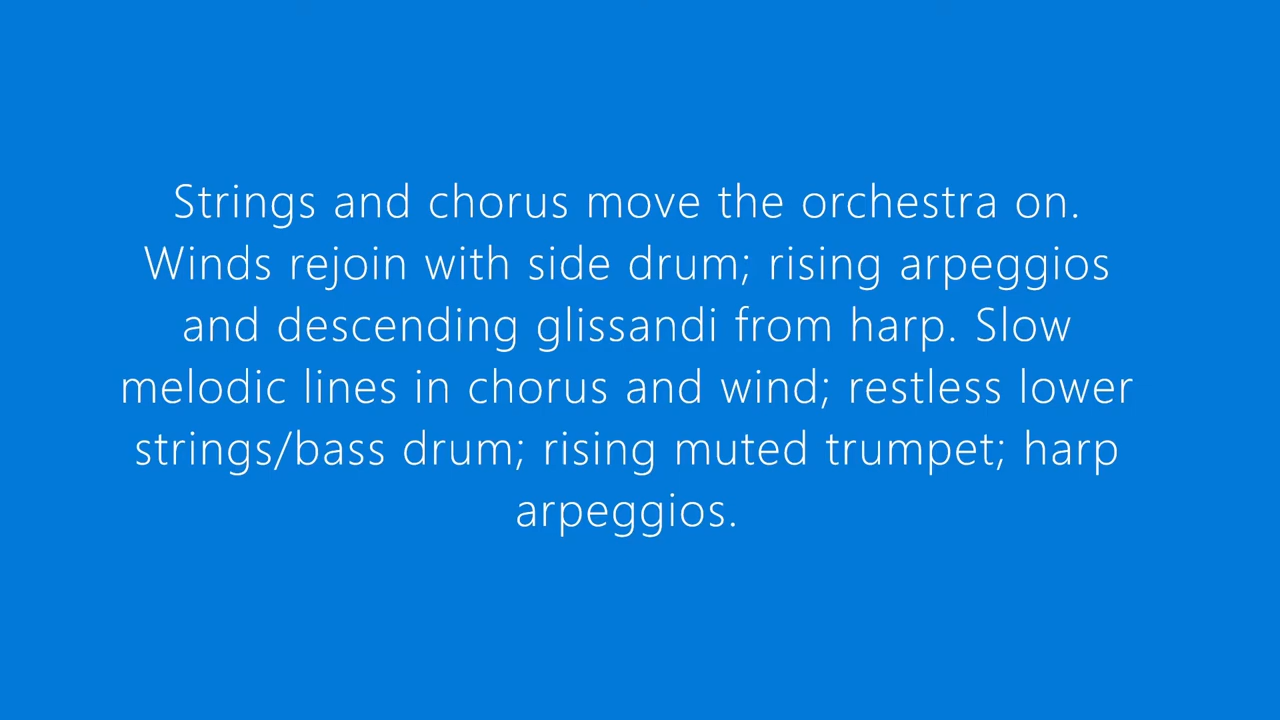 Strings and chorus move the orchestra on.
Winds rejoin with side drum; rising arpeggios
and descending glissandi from harp. Slow
melodic lines in chorus and wind; restless lower
strings/bass drum; rising muted trumpet; harp
arpeggios.